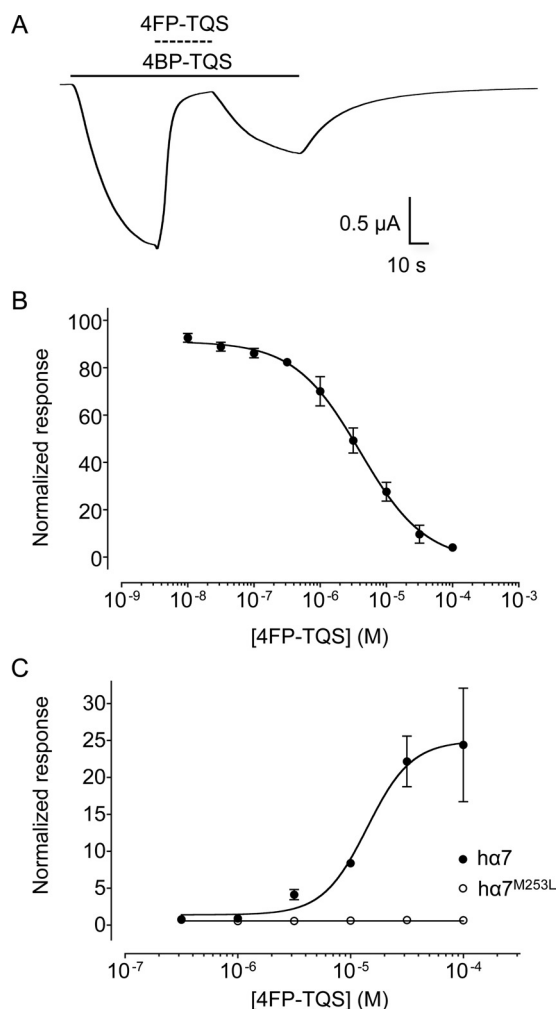 A
4FP-TQS
4BP-TQS
0.5 µA
10 s
B
100
80
60
40
20
0
Normalized response
10-9
10-8
10-7
10-6
10-5
10-4
10-3
[4FP-TQS] (M)
C
30
25
20
15
10
5
0
Normalized response
hα7
hα7M253L
10-7
10-6
10-5
10-4
[4FP-TQS] (M)